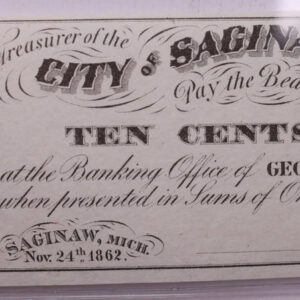 Treasurer of the
CITY OF SAGINA
Pay the Bea
TEN CENTS
at the Banking Office of GEO
when presented in Sums of On
SAGINAW, MICH.
Nov. 24th 1862.